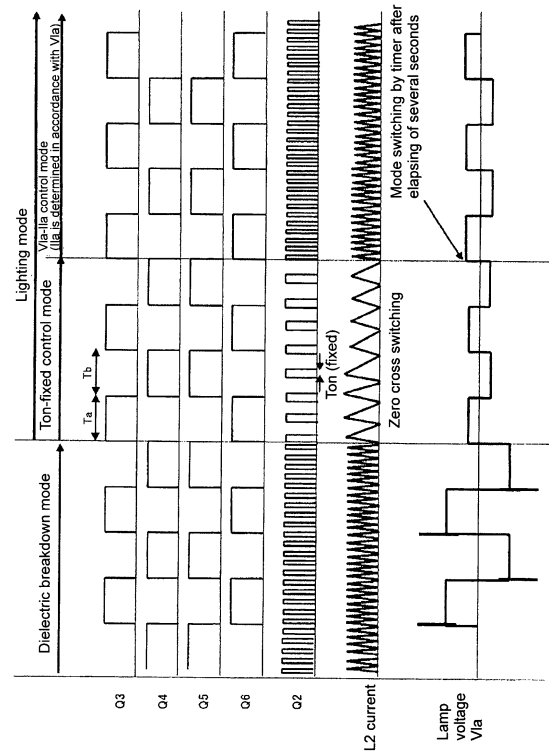 Lighting mode
Dielectric breakdown mode
Ton-fixed control mode
Vla-Ila control mode
(Ila is determined in accordance with Vla)
Ta
Tb
Q3
Q4
Q5
Q6
Q2
Ton (fixed)
L2 current
Zero cross switching
Mode switching by timer after
elapsing of several seconds
Lamp
voltage
Vla